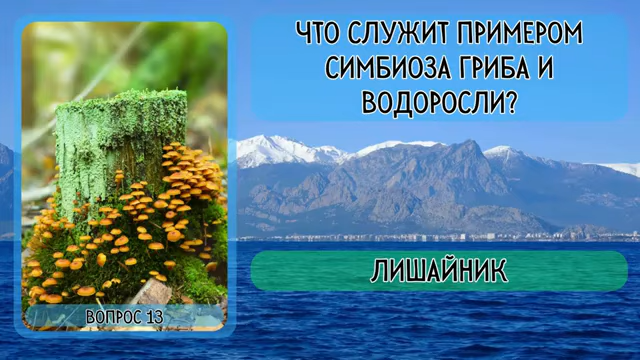 ЧТО СЛУЖИТ ПРИМЕРОМ
СИМБИОЗА ГРИБА И
ВОДОРОСЛИ?
ЛИШАЙНИК
ВОПРОС 13